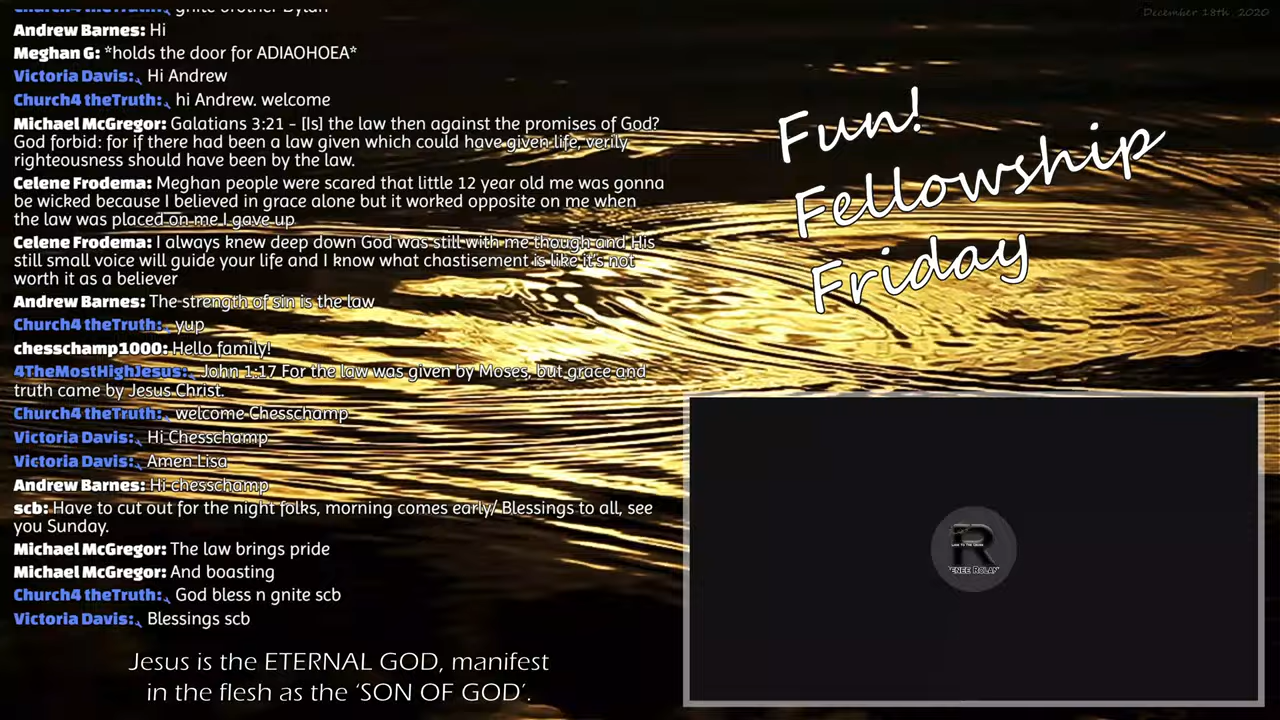 December 18th, 2020
Church4 theTruth: gnite brother Dylan
Andrew Barnes: Hi
Meghan G: *holds the door for ADIAOHOEA*
Victoria Davis: Hi Andrew
Church4 theTruth: hi Andrew. welcome
Michael McGregor: Galatians 3:21 - [Is] the law then against the promises of God?
God forbid: for if there had been a law given which could have given life, verily
righteousness should have been by the law.
Celene Frodema: Meghan people were scared that little 12 year old me was gonna
be wicked because I believed in grace alone but it worked opposite on me when
the law was placed on me I gave up
Celene Frodema: I always knew deep down God was still with me though and His
still small voice will guide your life and I know what chastisement is like it's not
worth it as a believer
Andrew Barnes: The strength of sin is the law
Church4 theTruth: yup
chesschamp1000: Hello family!
4TheMostHighJesus: John 1:17 For the law was given by Moses, but grace and
truth came by Jesus Christ.
Church4 theTruth: welcome Chesschamp
Victoria Davis: Hi Chesschamp
Victoria Davis: Amen Lisa
Andrew Barnes: Hi chesschamp
scb: Have to cut out for the night folks, morning comes early/ Blessings to all, see
you Sunday.
Michael McGregor: The law brings pride
Michael McGregor: And boasting
Church4 theTruth: God bless n gnite scb
Victoria Davis: Blessings scb
Jesus is the ETERNAL GOD, manifest
in the flesh as the ‘SON OF GOD’.
Fun!
Fellowship
Friday
R